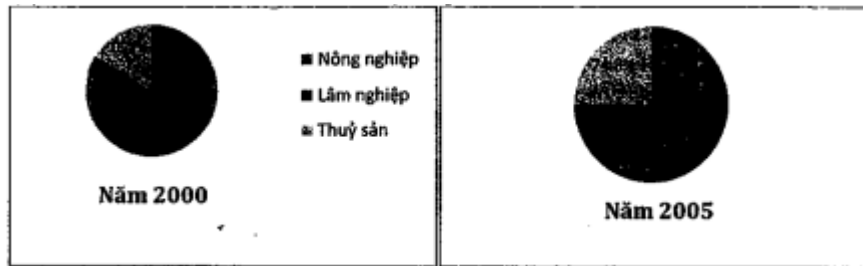 Nông nghiệp
Lâm nghiệp
Thuỷ sản
Năm 2000
Năm 2005